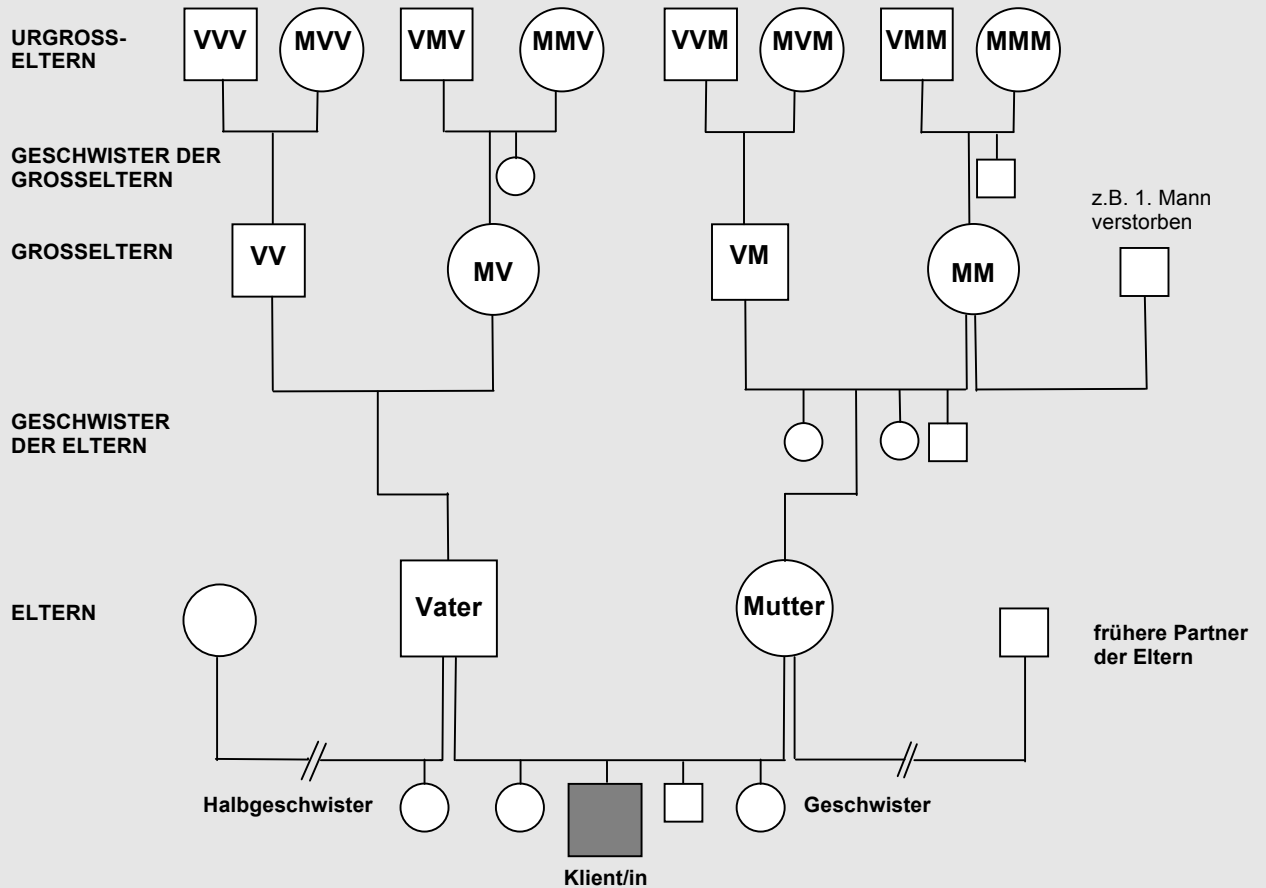 URGROSS-
ELTERN
VVV
MVV
VMV
MMV
VVM
MVM
VMM
MMM
GESCHWISTER DER
GROSSELTERN
z.B. 1. Mann
verstorben
GROSSELTERN
VV
MV
VM
MM
GESCHWISTER
DER ELTERN
ELTERN
Vater
Mutter
frühere Partner
der Eltern
Halbgeschwister
Geschwister
Klient/in